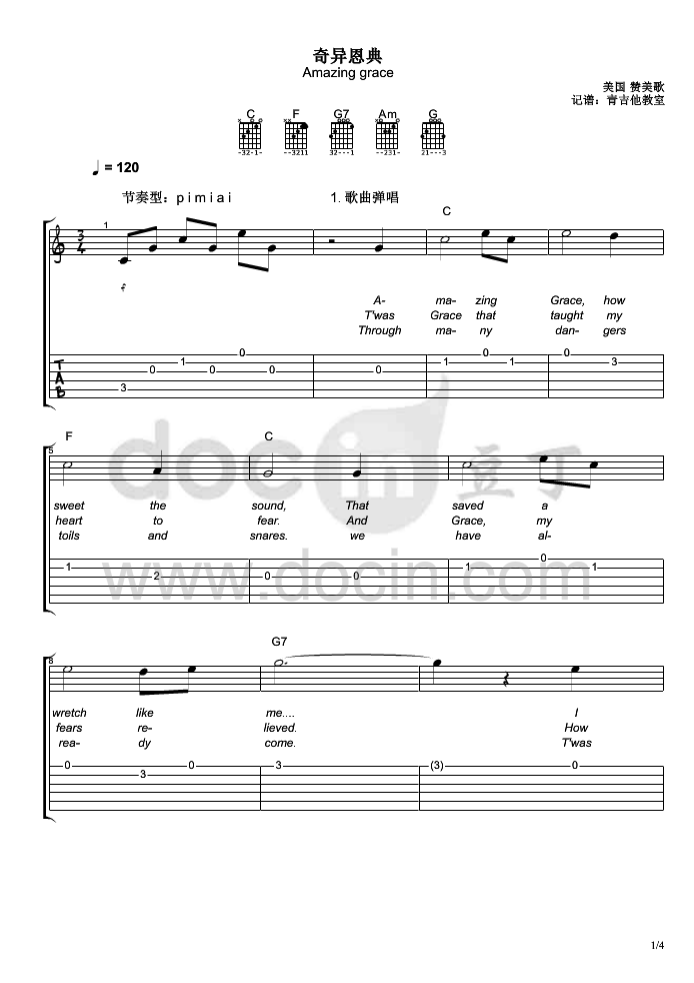 奇异恩典
Amazing grace
美国 赞美歌
记谱：青吉他教室
C F G7 Am G
-32-1- --3211 32---1 --231- 21---3
♩ = 120
节奏型：p i m i a i 1. 歌曲弹唱
C
1
3
4
A- ma- zing Grace, how
T'was Grace that taught my
Through ma- ny dan- gers
T A B 3 0 1 0 0 0 0 1 0 1 0 3
F C
5
sweet the sound, That saved a
heart to fear. And Grace, my
toils and snares. we have al-
1 2 0 0 1 0 1
docin 豆丁
www.docin.com
G7
8
wretch like me.... I
fears re- lieved. How
rea- dy come. T'was
0 3 0 3 (3) 0
1/4